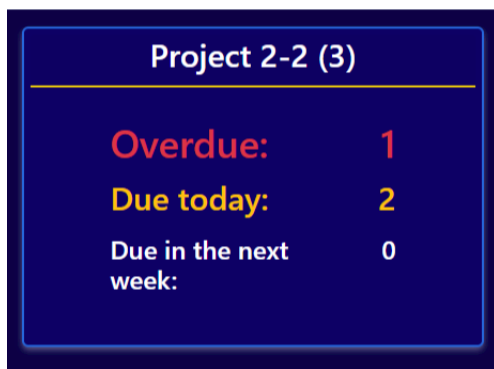 Project 2-2 (3)
Overdue: 1
Due today: 2
Due in the next 0
week: